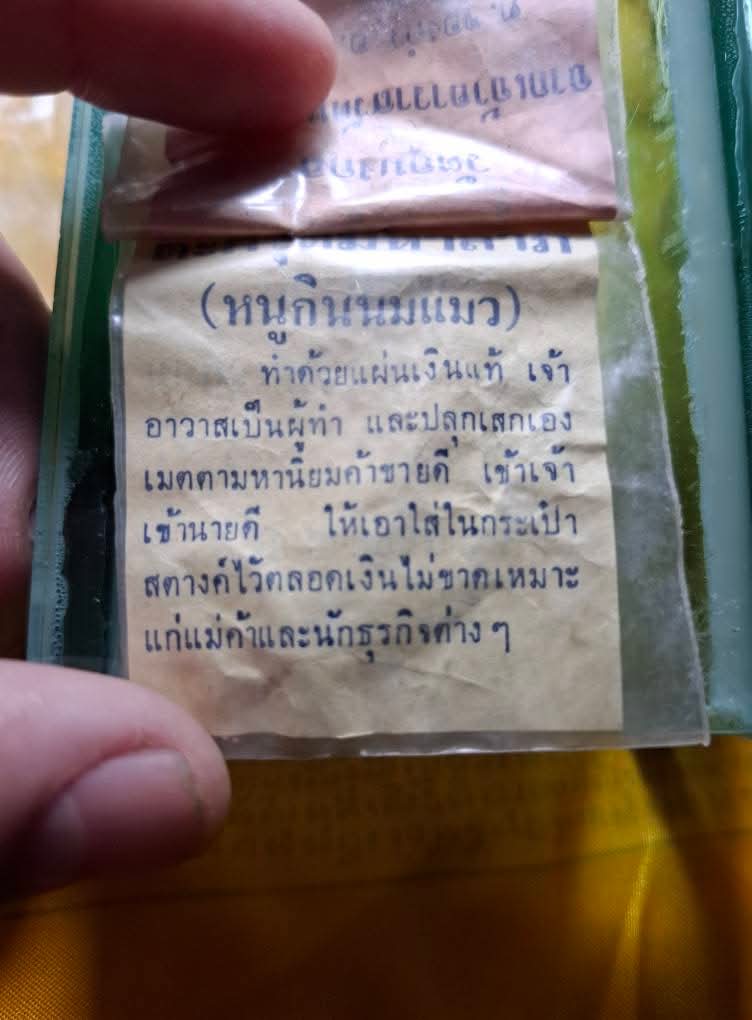 (หนูกินนมแมว)
ทำด้วยแผ่นเงินแท้ เจ้า
อาวาสเป็นผู้ทำ และปลุกเสกเอง
เมตตามหานิยมค้าขายดี เข้าเจ้า
เข้านายดี ให้เอาใส่ในกระเป๋า
สตางค์ไว้ตลอดเงินไม่ขาดเหมาะ
แก่แม่ค้าและนักธุรกิจต่างๆ